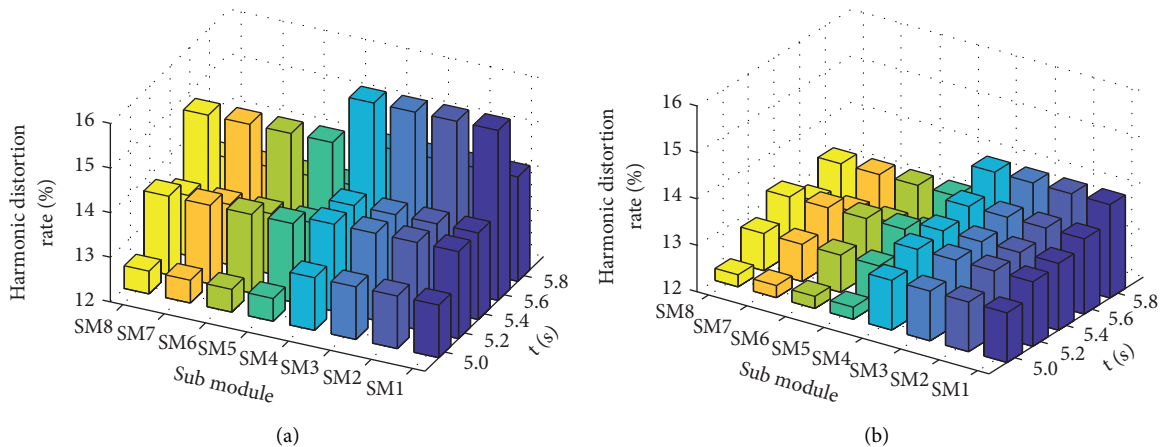 Harmonic distortion
rate (%)
16
15
14
13
12
SM8
SM7
SM6
SM5
SM4
SM3
SM2
SM1
Sub module
5.0
5.2
5.4
5.6
5.8
t (s)
(a)
Harmonic distortion
rate (%)
16
15
14
13
12
SM8
SM7
SM6
SM5
SM4
SM3
SM2
SM1
Sub module
5.0
5.2
5.4
5.6
5.8
t (s)
(b)